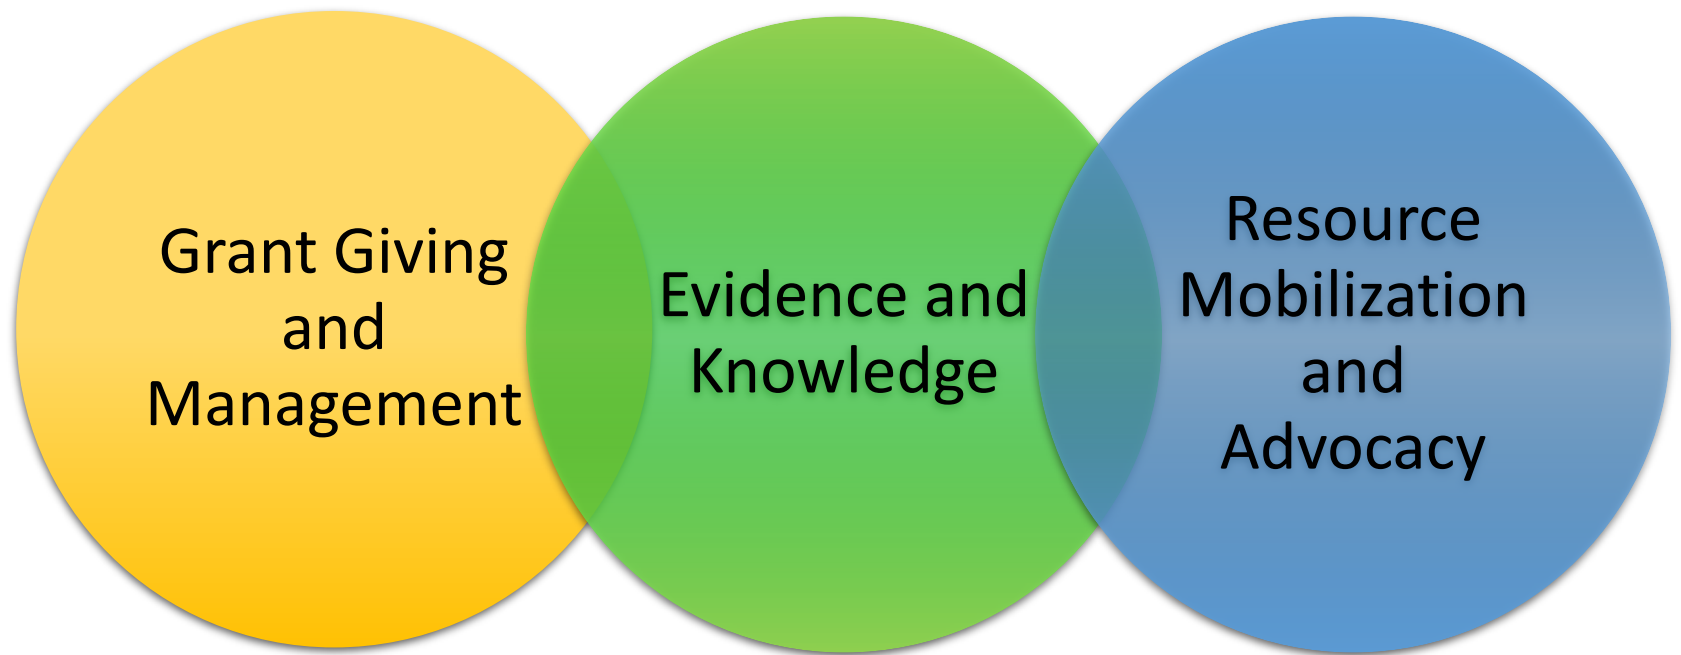 Grant Giving
and
Management
Evidence and
Knowledge
Resource
Mobilization
and
Advocacy